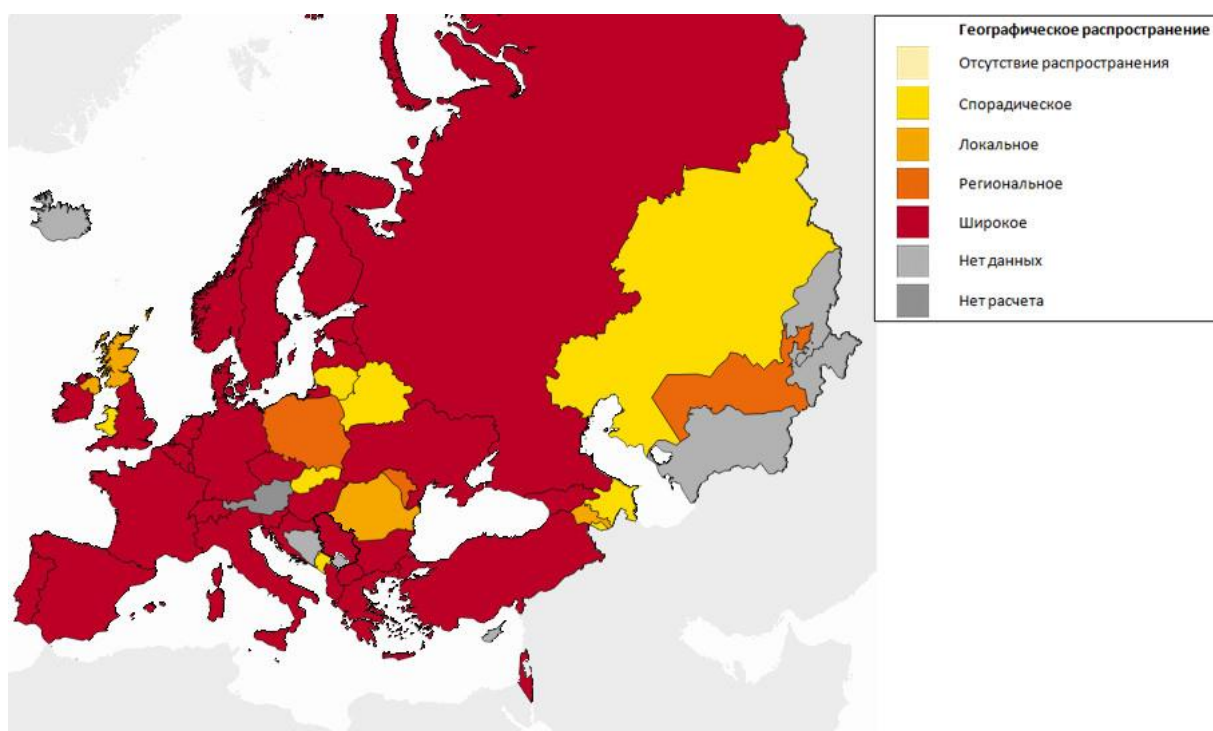 Географическое распространение
Отсутствие распространения
Спорадическое
Локальное
Региональное
Широкое
Нет данных
Нет расчета